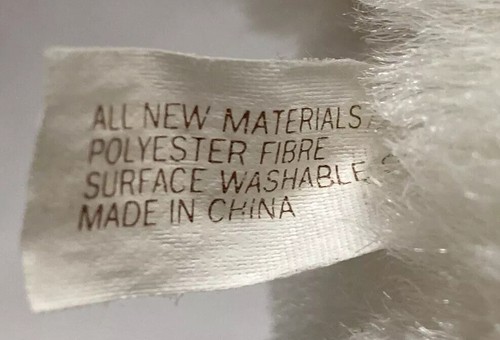 ALL NEW MATERIALS
POLYESTER FIBRE
SURFACE WASHABLE
MADE IN CHINA